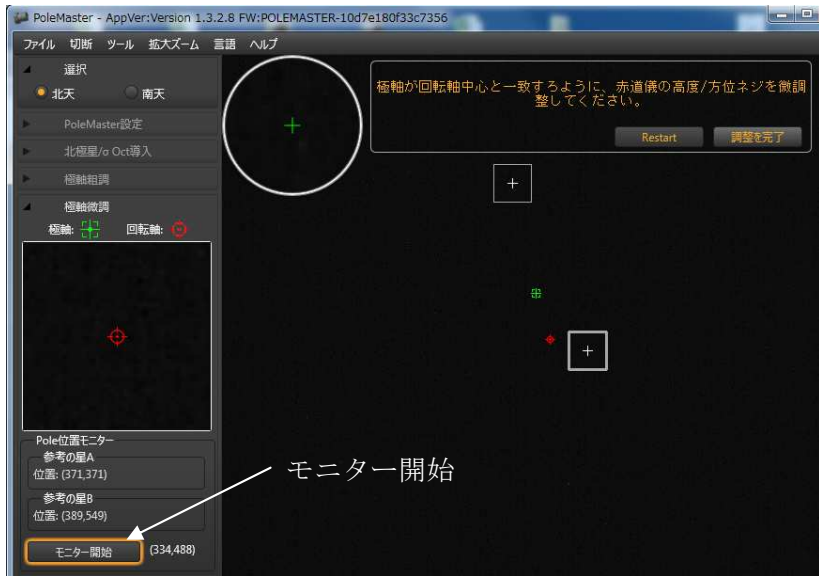 PoleMaster - AppVer:Version 1.3.2.8 FW:POLEMASTER-10d7e180f33c7356
ファイル 切断 ツール 拡大ズーム 言語 ヘルプ
選択
北天 南天
PoleMaster設定
北極星/α Oct導入
極軸粗調
極軸微調
極軸: 回転軸:
極軸が回転軸中心と一致するように、赤道儀の高度/方位ネジを微調
整してください。
Restart 調整を完了
Pole位置モニター
参考の星A
位置: (371,371)
参考の星B
位置: (389,549)
モニター開始 (334,488)
モニター開始